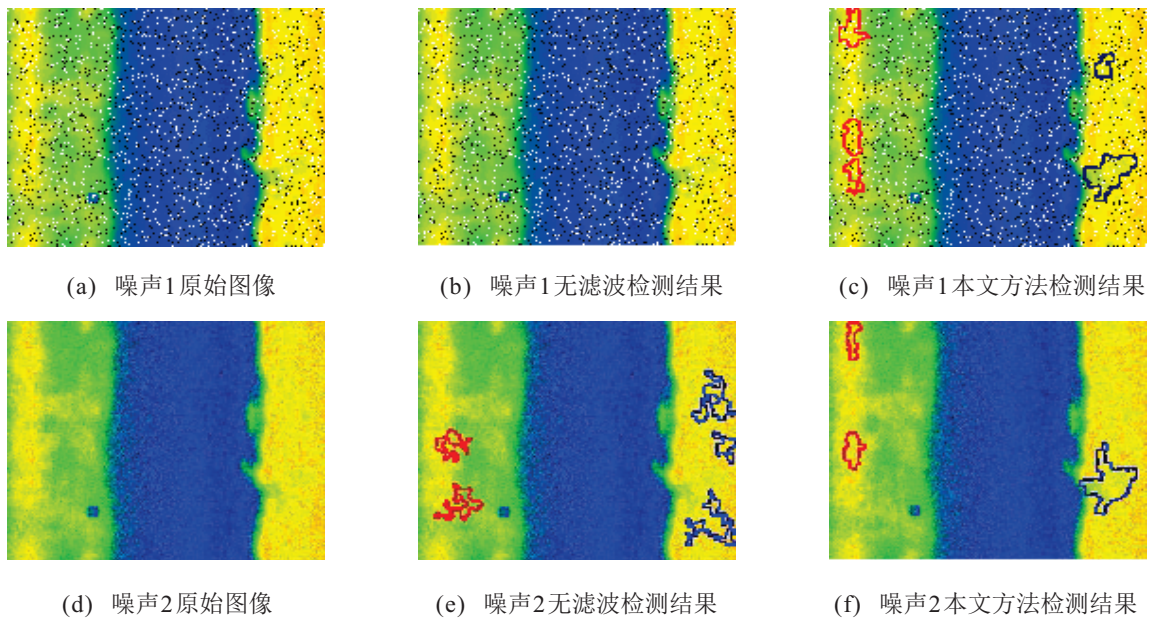 (a) 噪声1原始图像
(b) 噪声1无滤波检测结果
(c) 噪声1本文方法检测结果
(d) 噪声2原始图像
(e) 噪声2无滤波检测结果
(f) 噪声2本文方法检测结果